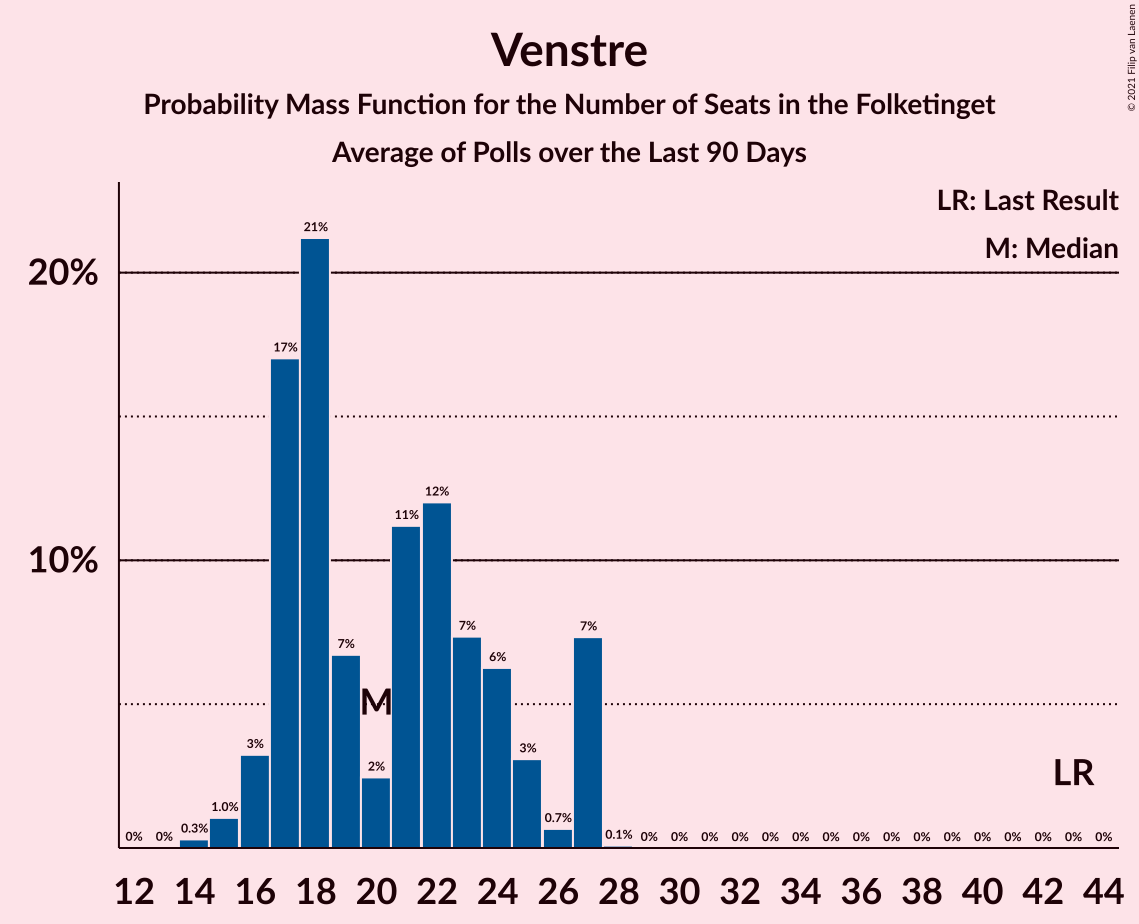 Venstre
Probability Mass Function for the Number of Seats in the Folketinget
Average of Polls over the Last 90 Days
© 2021 Filip van Laenen
LR: Last Result
M: Median
20%
10%
0% 0% 0.3% 1.0% 3% 17% 21% 7% 2% 11% 12% 7% 6% 3% 0.7% 7% 0.1% 0% 0% 0% 0% 0% 0% 0% 0% 0% 0% 0% 0% 0% 0% 0% 0%
M
LR
12 14 16 18 20 22 24 26 28 30 32 34 36 38 40 42 44